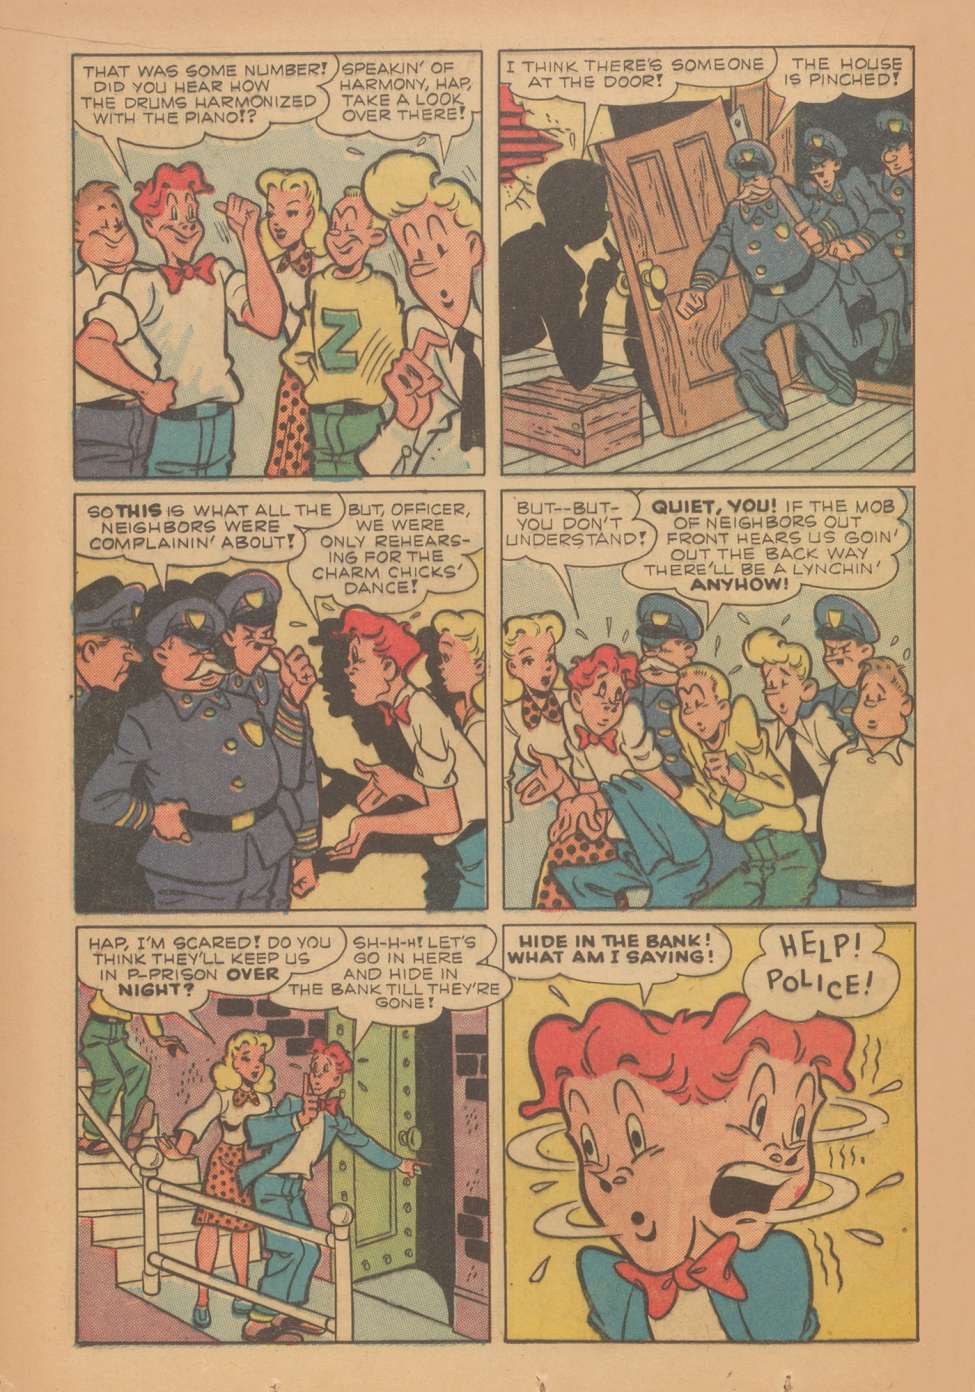 THAT WAS SOME NUMBER!
DID YOU HEAR HOW
THE DRUMS HARMONIZED
WITH THE PIANO!?
SPEAKIN' OF
HARMONY, HAP,
TAKE A LOOK
OVER THERE!
Z
I THINK THERE'S SOMEONE
AT THE DOOR!
THE HOUSE
IS PINCHED!
SO THIS IS WHAT ALL THE
NEIGHBORS WERE
COMPLAININ' ABOUT!
BUT, OFFICER,
WE WERE
ONLY REHEARS-
ING FOR THE
CHARM CHICKS'
DANCE!
BUT--BUT-
YOU DON'T
UNDERSTAND!
QUIET, YOU! IF THE MOB
OF NEIGHBORS OUT
FRONT HEARS US GOIN'
OUT THE BACK WAY
THERE'LL BE A LYNCHIN'
ANYHOW!
HAP, I'M SCARED! DO YOU
THINK THEY'LL KEEP US
IN P-PRISON OVER
NIGHT?
SH-H-H! LET'S
GO IN HERE
AND HIDE IN
THE BANK TILL THEY'RE
GONE!
HIDE IN THE BANK!
WHAT AM I SAYING!
HELP!
POLICE!